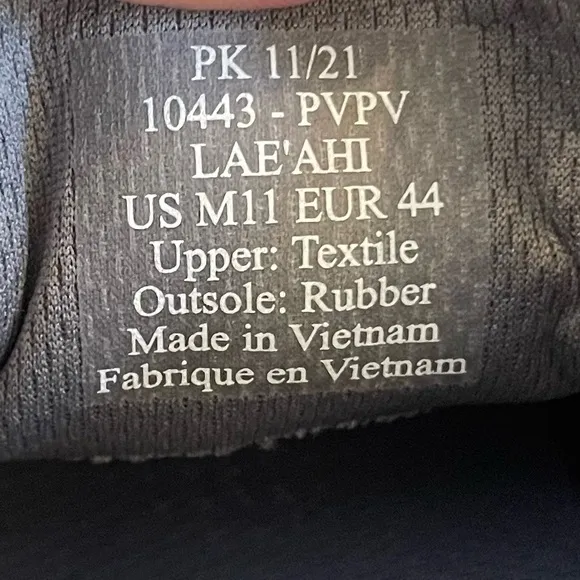 PK 11/21
10443 - PVPV
LAE'AHI
US M11 EUR 44
Upper: Textile
Outsole: Rubber
Made in Vietnam
Fabrique en Vietnam